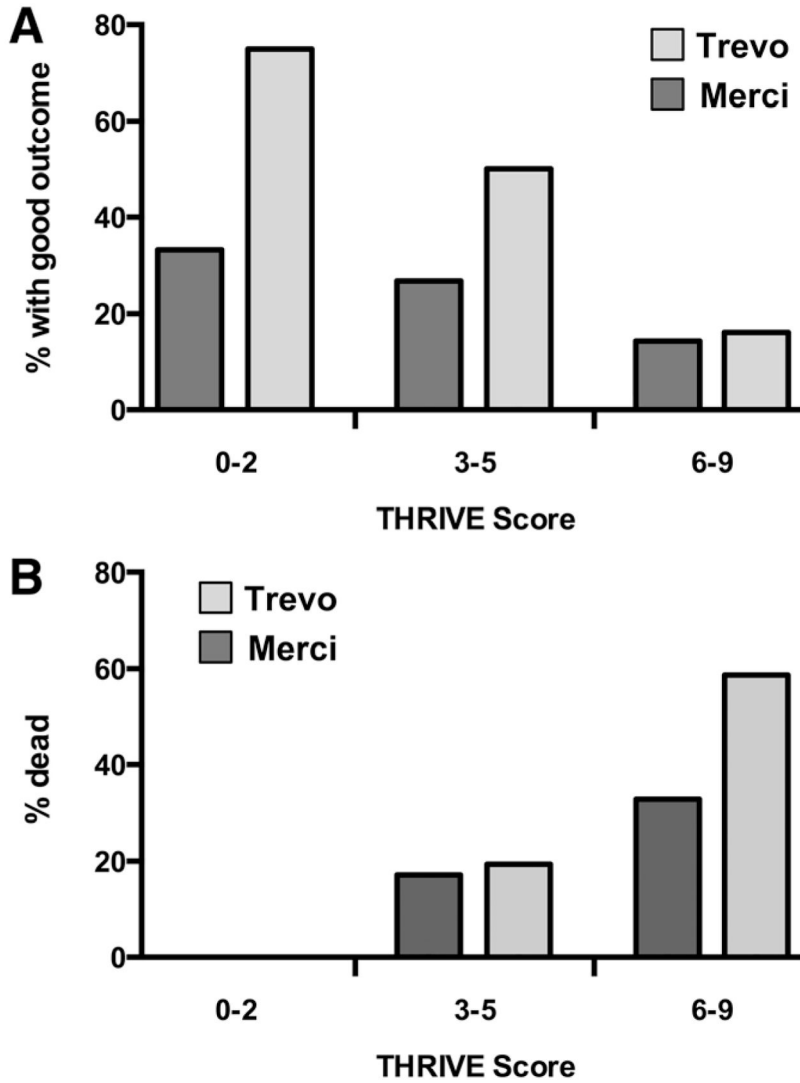 A
80
60
40
20
0
% with good outcome
Trevo
Merci
0-2
3-5
6-9
THRIVE Score
B
80
60
40
20
0
% dead
Trevo
Merci
0-2
3-5
6-9
THRIVE Score